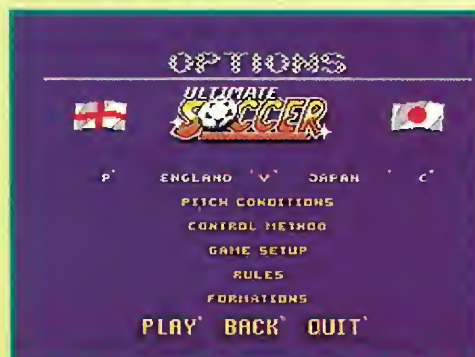 OPTIONS
ULTIMATE
SOCCER
P' ENGLAND 'V' JAPAN ' C'
PITCH CONDITIONS
CONTROL METHOD
GAME SETUP
RULES
FORMATIONS
PLAY' BACK' QUIT'